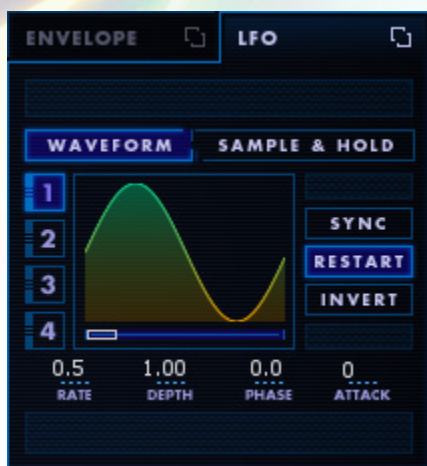 ENVELOPE LFO
WAVEFORM SAMPLE & HOLD
1
2
3
4
SYNC
RESTART
INVERT
0.5 1.00 0.0 0
RATE DEPTH PHASE ATTACK